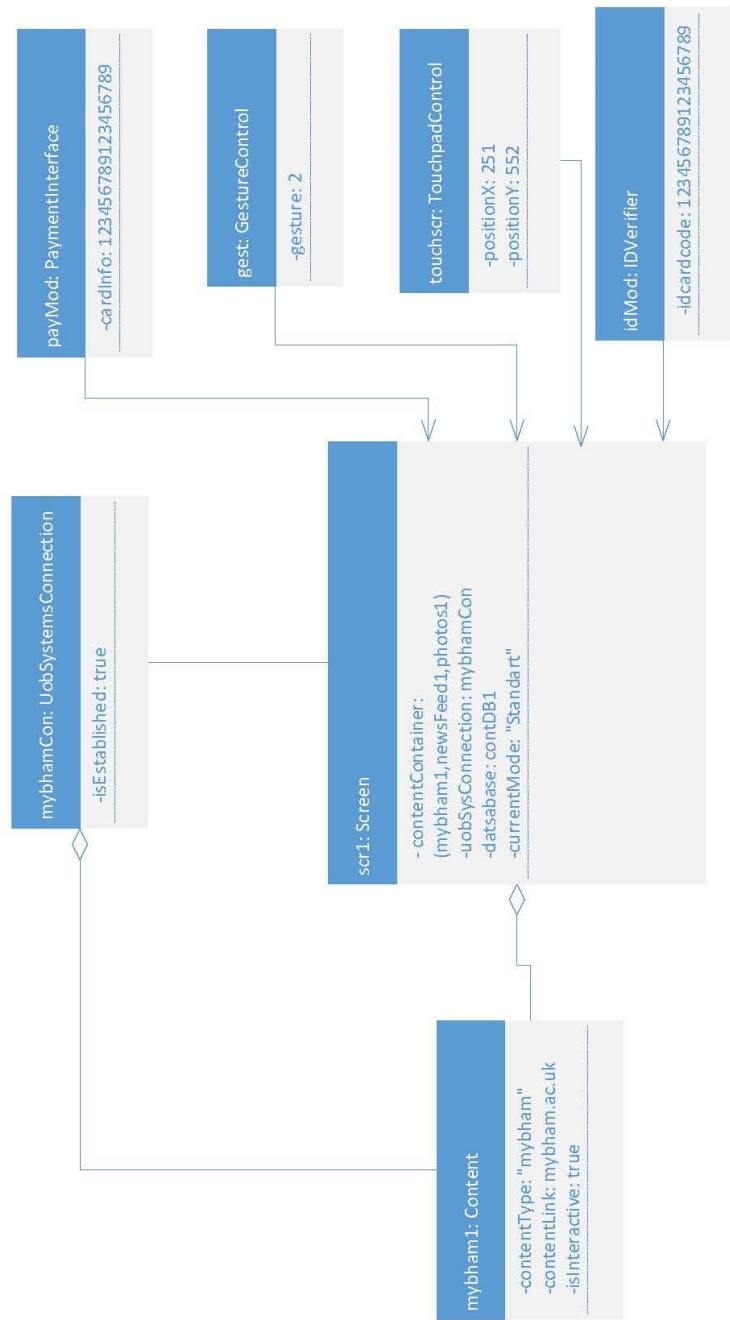 mybham1: Content
-contentType: "mybham"
-contentLink: mybham.ac.uk
-isInteractive: true
mybhamCon: UobSystemsConnection
-isEstablished: true
scr1: Screen
- contentContainer:
(mybham1,newsFeed1,photos1)
-uobSysConnection: mybhamCon
-datsabase: contDB1
-currentMode: "Standart"
payMod: PaymentInterface
-cardInfo: 123456789123456789
gest: GestureControl
-gesture: 2
touchscr: TouchpadControl
-positionX: 251
-positionY: 552
idMod: IDVerifier
-idcardcode: 123456789123456789